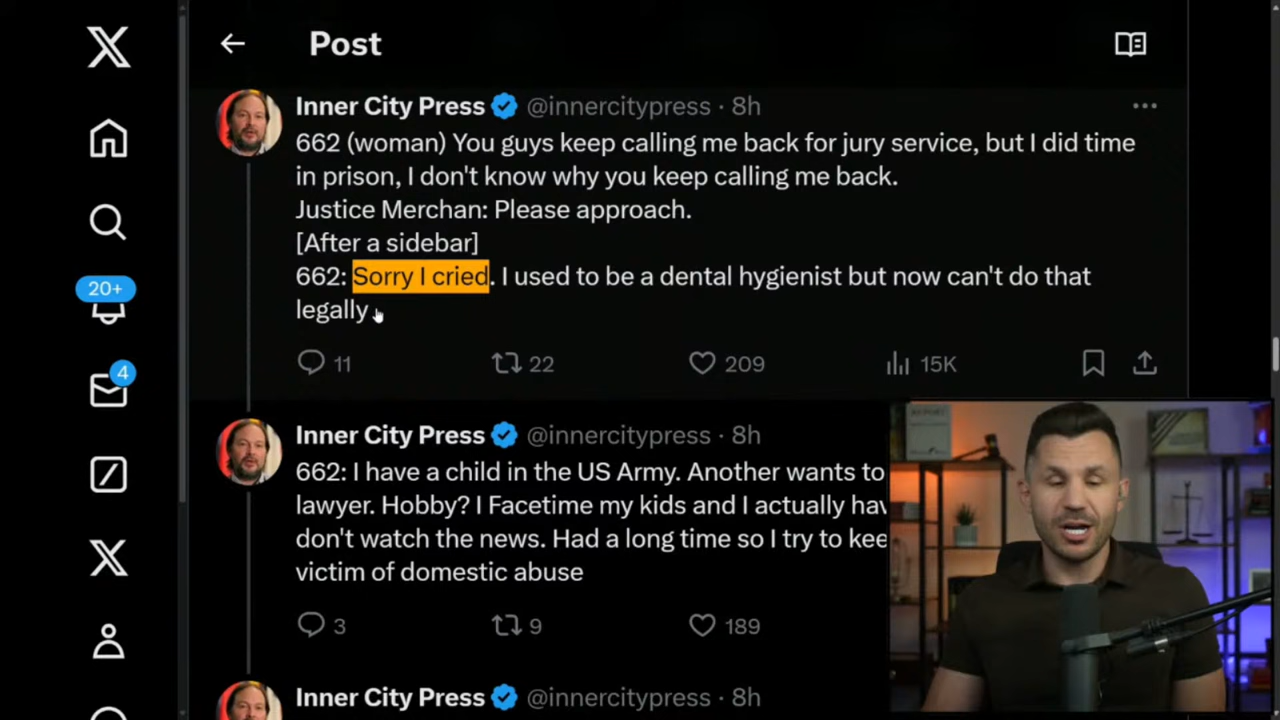 Post
Inner City Press @innercitypress · 8h
662 (woman) You guys keep calling me back for jury service, but I did time
in prison, I don't know why you keep calling me back.
Justice Merchan: Please approach.
[After a sidebar]
662: Sorry I cried. I used to be a dental hygienist but now can't do that
legally
11 22 209 15K
20+
4
Inner City Press @innercitypress · 8h
662: I have a child in the US Army. Another wants to
lawyer. Hobby? I Facetime my kids and I actually hav
don't watch the news. Had a long time so I try to kee
victim of domestic abuse
3 9 189
Inner City Press @innercitypress · 8h